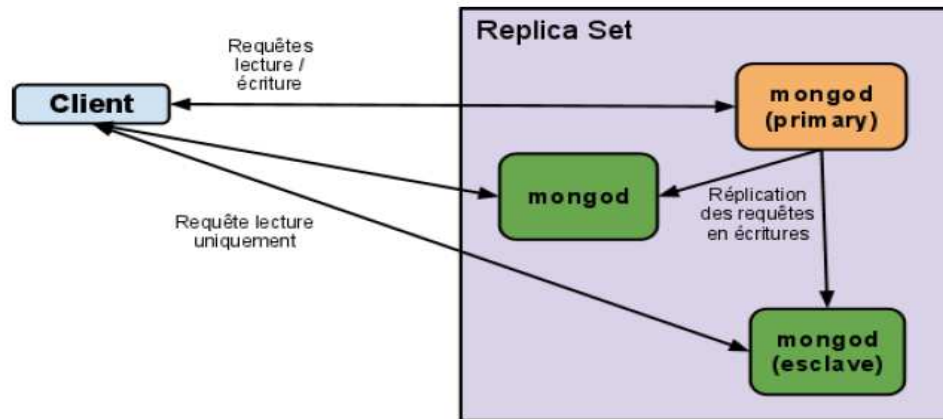 Replica Set
Requêtes
lecture /
écriture
Client
mongod
(primary)
mongod
Réplication
des requêtes
en écritures
Requête lecture
uniquement
mongod
(esclave)